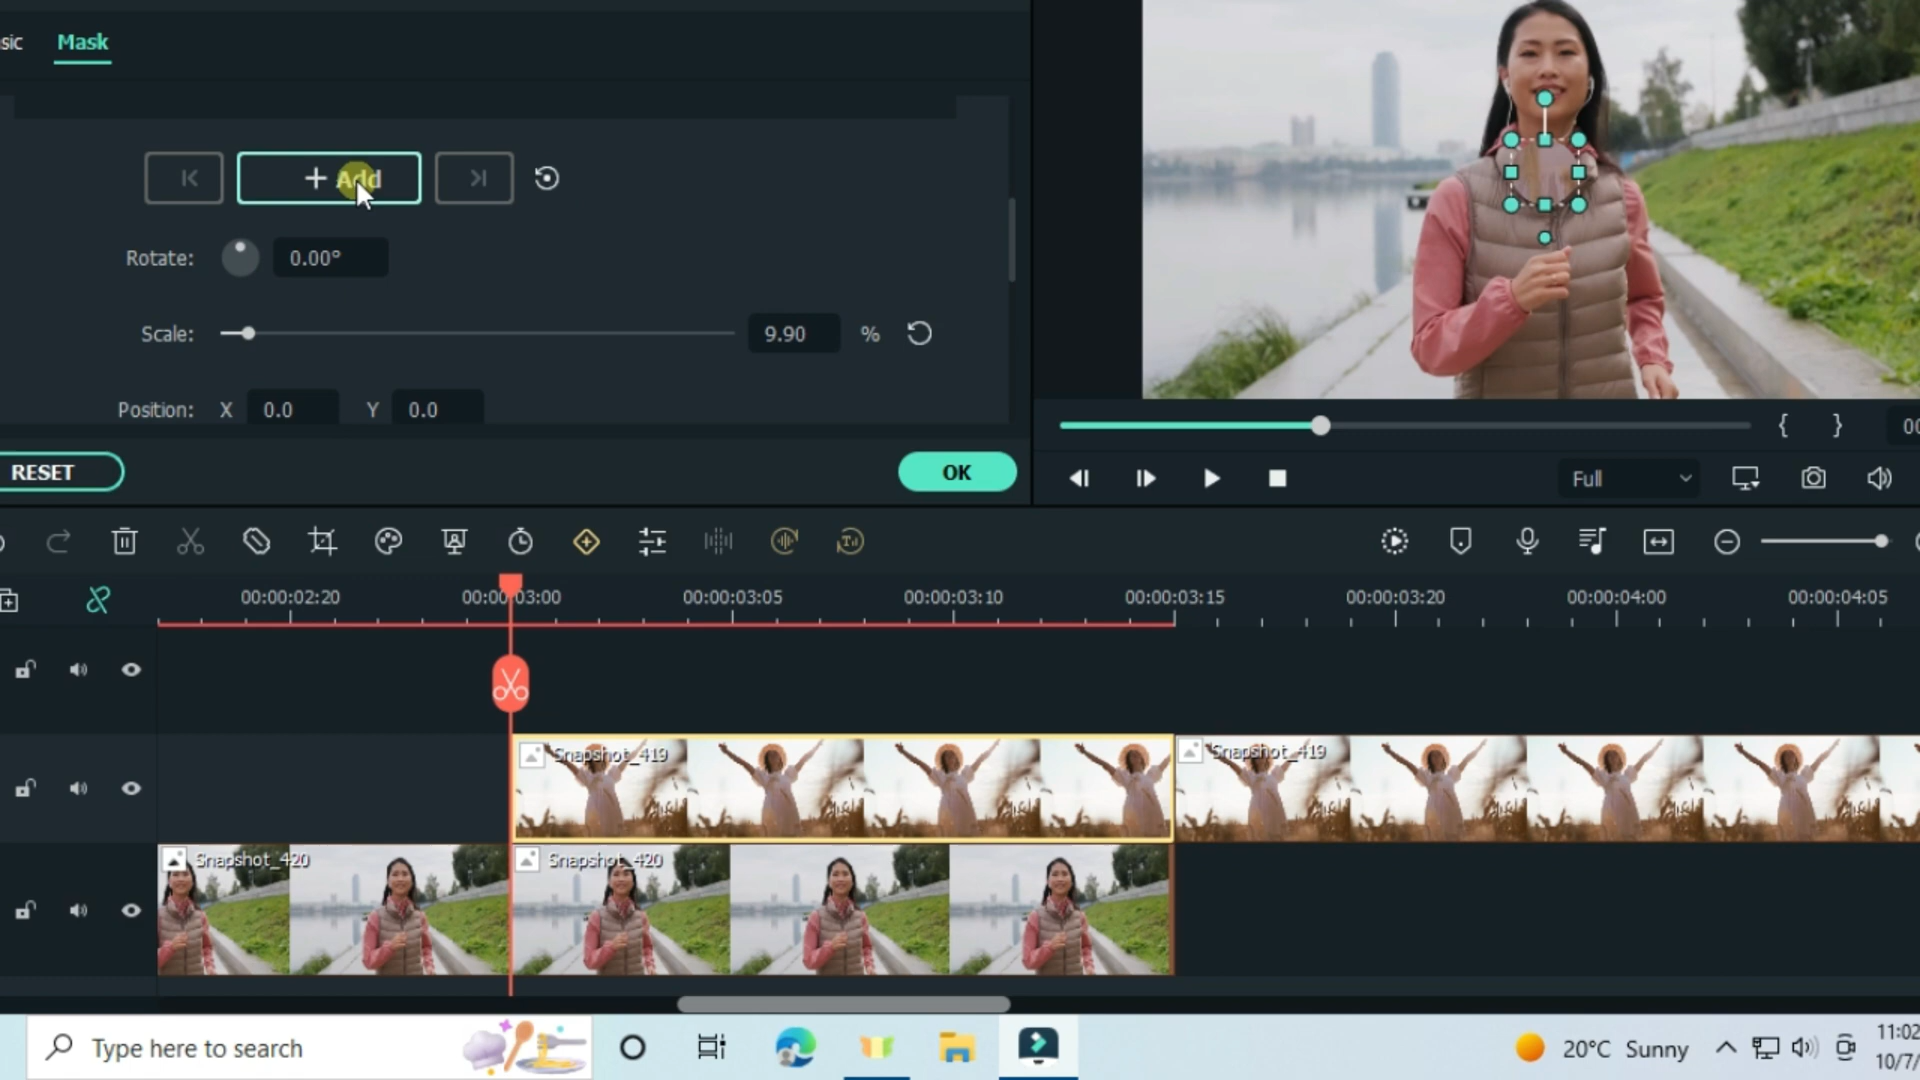 sic Mask
+ Add
Rotate: 0.00°
Scale: 9.90 %
Position: X 0.0 Y 0.0
RESET OK
{ } 00
Full
00:00:02:20 00:00:03:00 00:00:03:05 00:00:03:10 00:00:03:15 00:00:03:20 00:00:04:00 00:00:04:05
Snapshot_419 Snapshot_419
Snapshot_420 Snapshot_420
Type here to search
20°C Sunny
11:02
10/7/